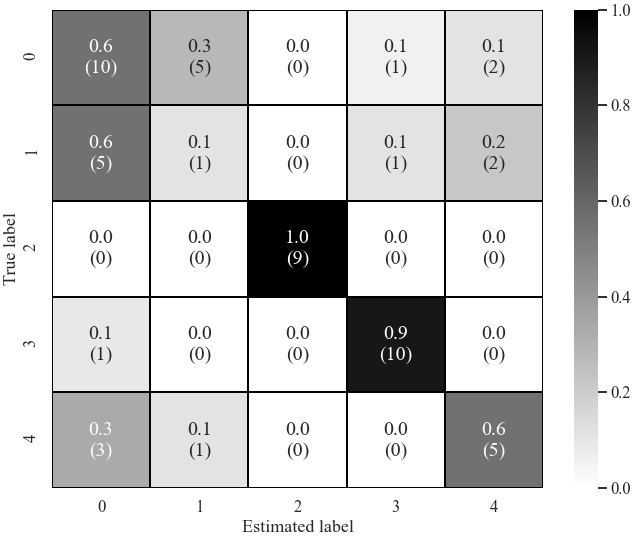 0.6 0.3 0.0 0.1 0.1 1.0
0 (10) (5) (0) (1) (2)
0.8
0.6 0.1 0.0 0.1 0.2
1 (5) (1) (0) (1) (2)
0.6
True label
0.0 0.0 1.0 0.0 0.0
2 (0) (0) (9) (0) (0)
0.4
0.1 0.0 0.0 0.9 0.0
3 (1) (0) (0) (10) (0)
0.2
0.3 0.1 0.0 0.0 0.6
4 (3) (1) (0) (0) (5)
0.0
0 1 2 3 4
Estimated label